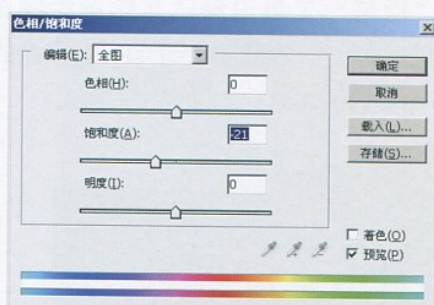 色相/饱和度
编辑(E): 全图
确定
色相(H): 0
取消
饱和度(A): -21
载入(L)...
存储(S)...
明度(I): 0
着色(O)
预览(P)